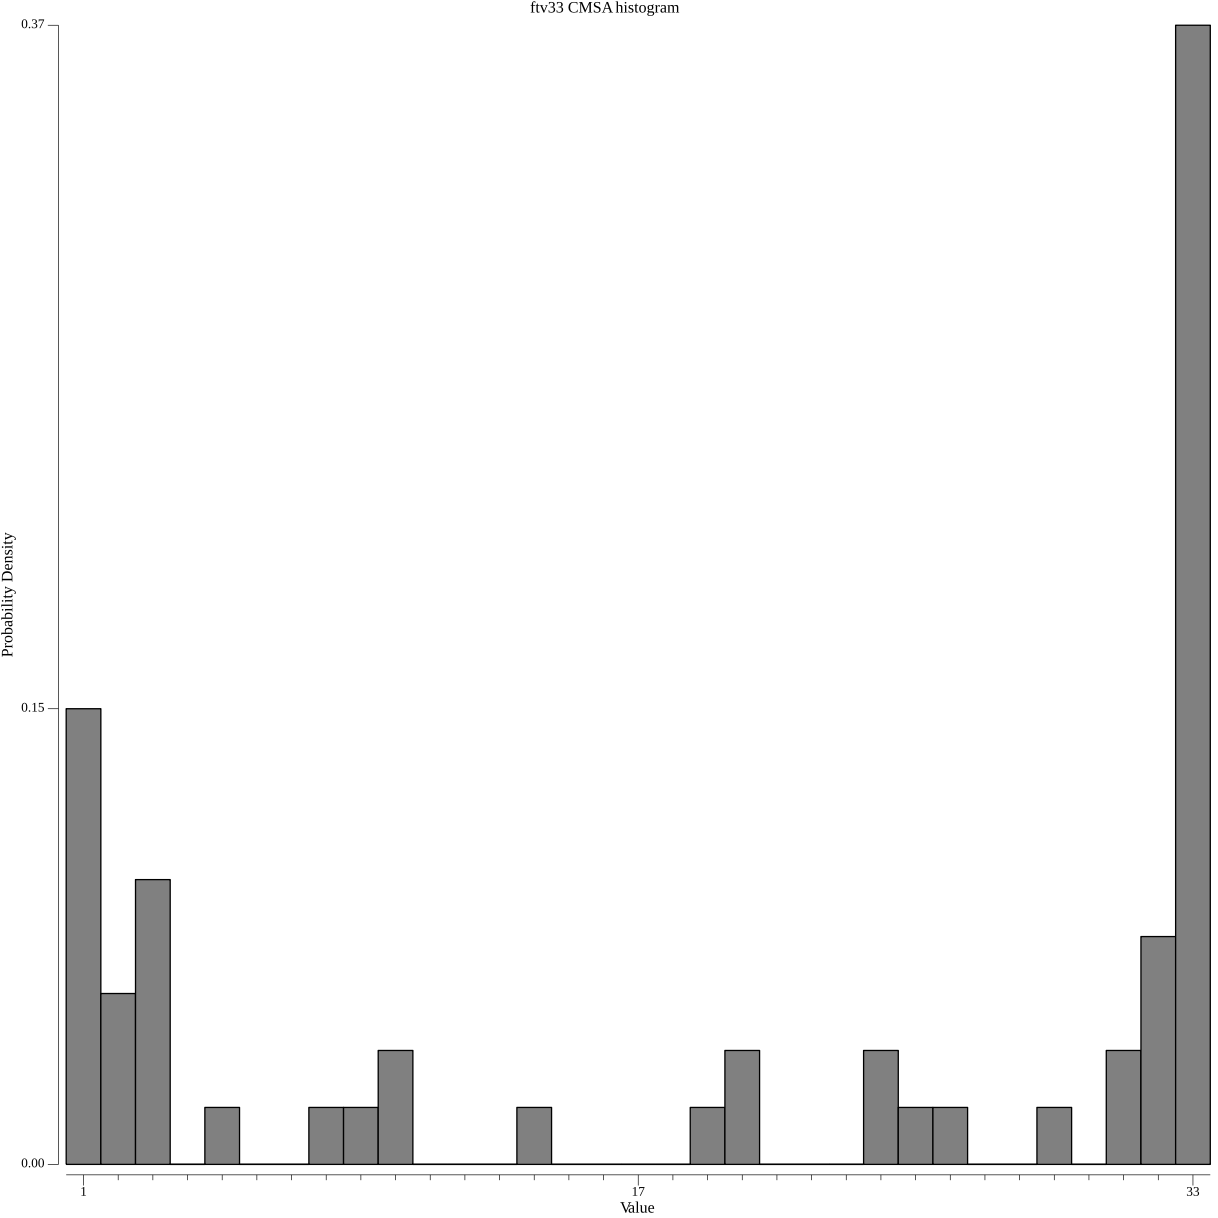 ftv33 CMSA histogram
0.37
Probability Density
0.15
0.00
1 17 33
Value